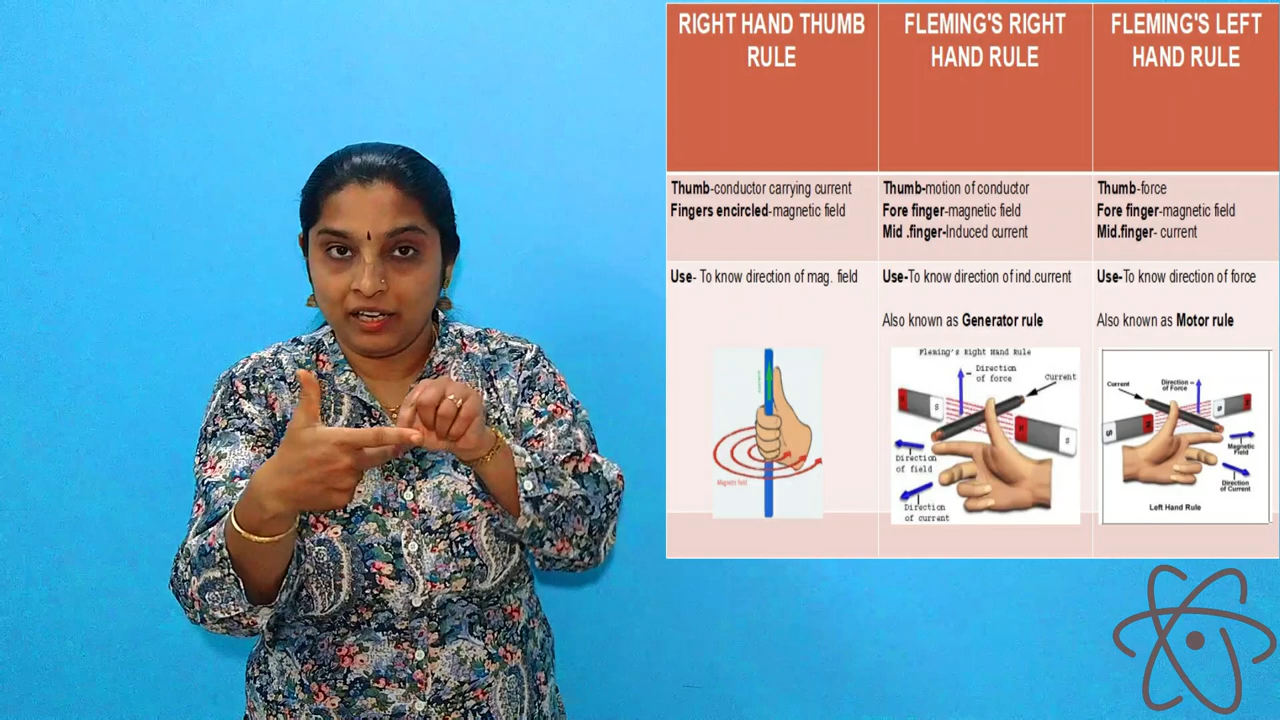 RIGHT HAND THUMB
RULE
FLEMING'S RIGHT
HAND RULE
FLEMING'S LEFT
HAND RULE
Thumb-conductor carrying current
Fingers encircled-magnetic field
Thumb-motion of conductor
Fore finger-magnetic field
Mid .finger-Induced current
Thumb-force
Fore finger-magnetic field
Mid.finger- current
Use- To know direction of mag. field
Use-To know direction of ind.current
Also known as Generator rule
Use-To know direction of force
Also known as Motor rule
Magnetic field
Fleming's Right Hand Rule
Direction
of force
Current
S
S
Direction
of field
Direction
of current
Current
Direction
of Force
S
S
Magnetic
Field
Direction
of Current
Left Hand Rule